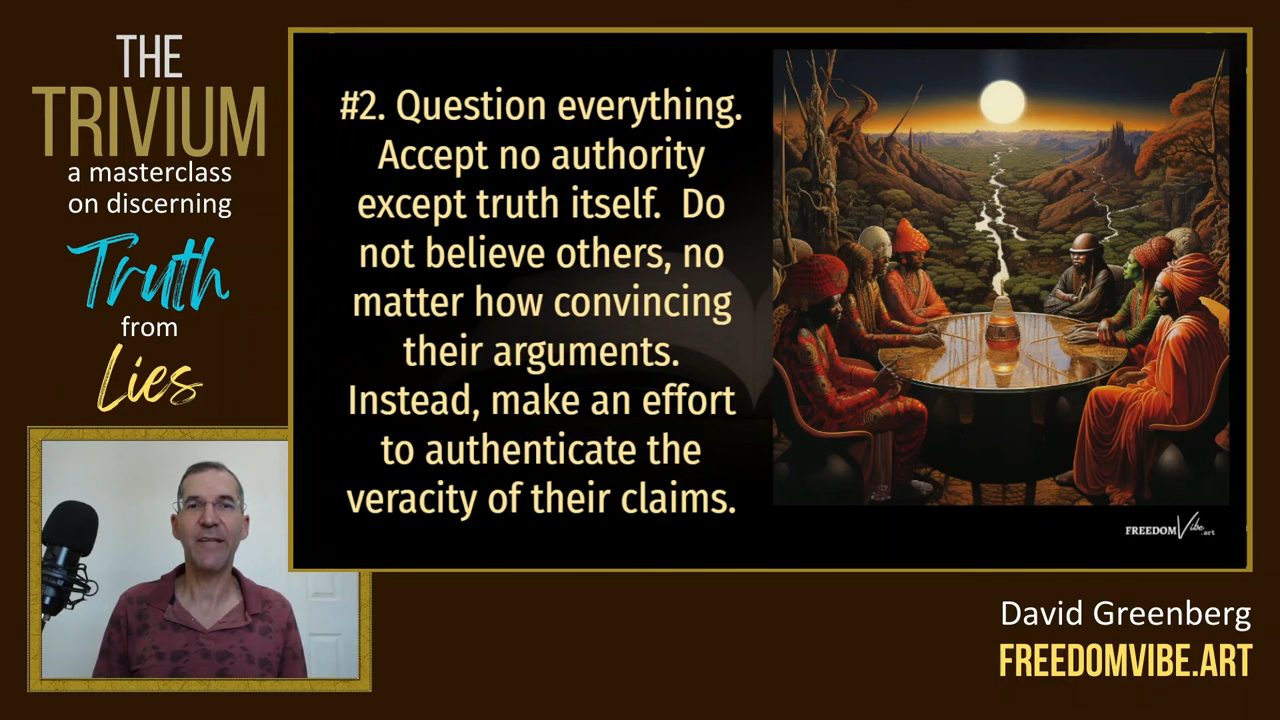 THE
TRIVIUM
a masterclass
on discerning
Truth
from
Lies
#2. Question everything.
Accept no authority
except truth itself. Do
not believe others, no
matter how convincing
their arguments.
Instead, make an effort
to authenticate the
veracity of their claims.
FREEDOMVibe.art
David Greenberg
FREEDOMVIBE.ART